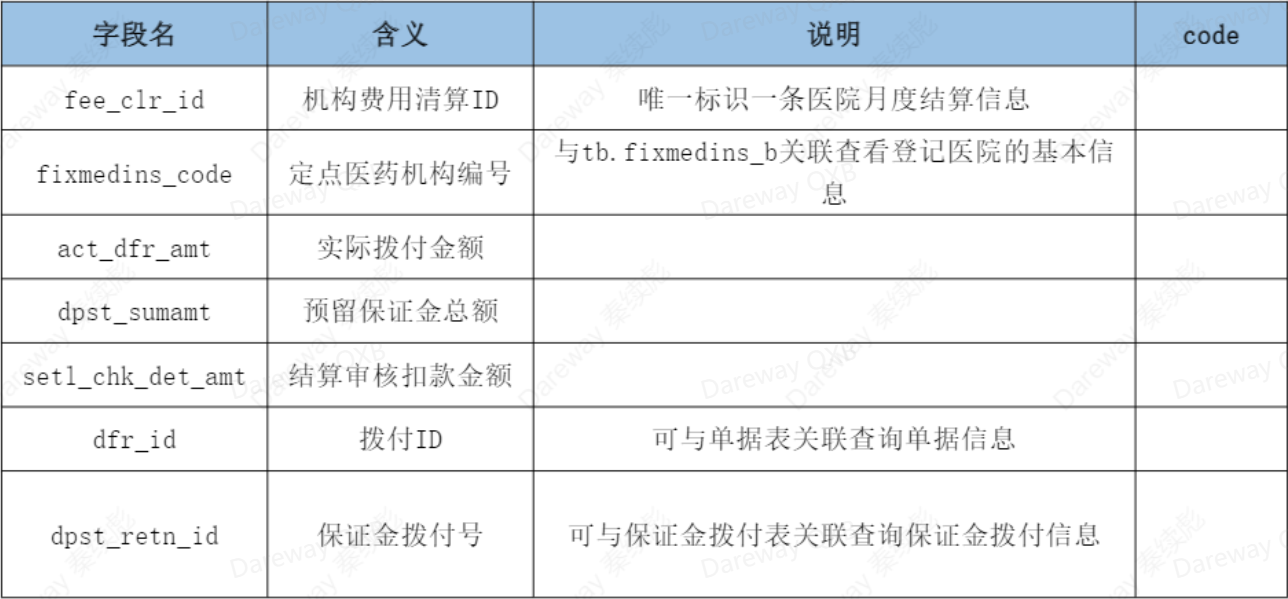 字段名 含义 说明 code
fee_clr_id 机构费用清算ID 唯一标识一条医院月度结算信息
fixmedins_code 定点医药机构编号 与tb.fixmedins_b关联查看登记医院的基本信
息
act_dfr_amt 实际拨付金额
dpst_sumamt 预留保证金总额
setl_chk_det_amt 结算审核扣款金额
dfr_id 拨付ID 可与单据表关联查询单据信息
dpst_retn_id 保证金拨付号 可与保证金拨付表关联查询保证金拨付信息
Dareway QXB
Dareway 秦续彪